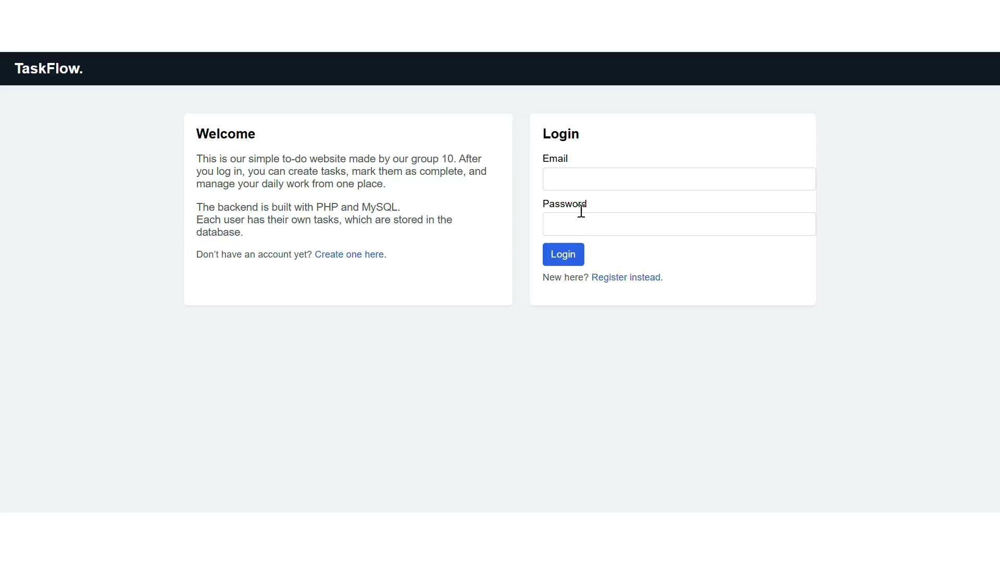 TaskFlow.
Welcome
This is our simple to-do website made by our group 10. After
you log in, you can create tasks, mark them as complete, and
manage your daily work from one place.
The backend is built with PHP and MySQL.
Each user has their own tasks, which are stored in the
database.
Don’t have an account yet? Create one here.
Login
Email
Password
Login
New here? Register instead.